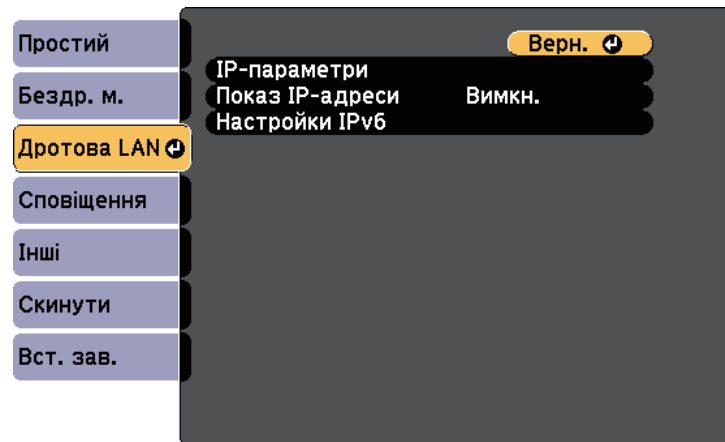 Простий
Бездр. м.
Дротова LAN
Сповіщення
Інші
Скинути
Вст. зав.
Верн.
IP-параметри
Показ IP-адреси Вимкн.
Настройки IPv6